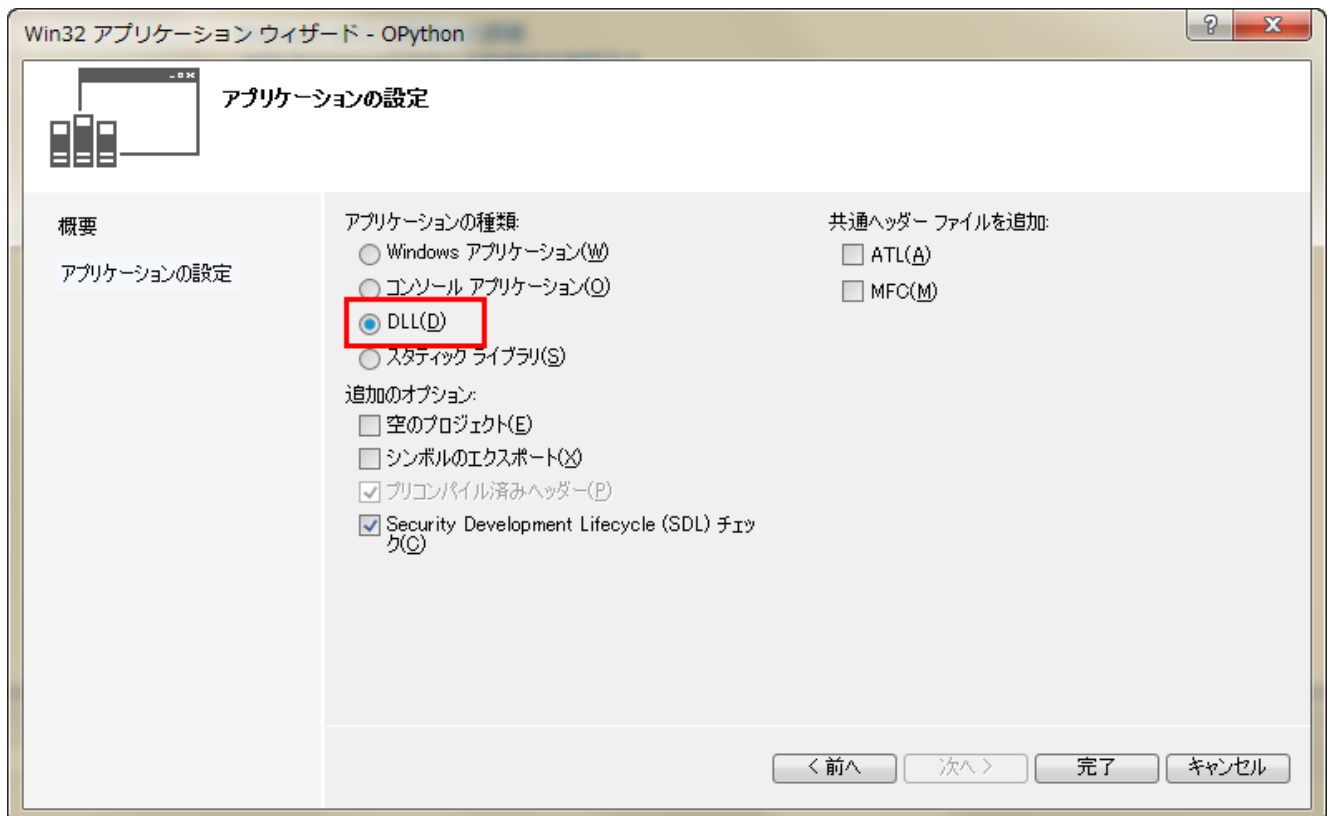 Win32 アプリケーション ウィザード - OPython
アプリケーションの設定
概要
アプリケーションの設定
アプリケーションの種類:
Windows アプリケーション(W)
コンソール アプリケーション(O)
DLL(D)
スタティック ライブラリ(S)
追加のオプション:
空のプロジェクト(E)
シンボルのエクスポート(X)
プリコンパイル済みヘッダー(P)
Security Development Lifecycle (SDL) チェッ
ク(C)
共通ヘッダー ファイルを追加:
ATL(A)
MFC(M)
< 前へ
次へ >
完了
キャンセル